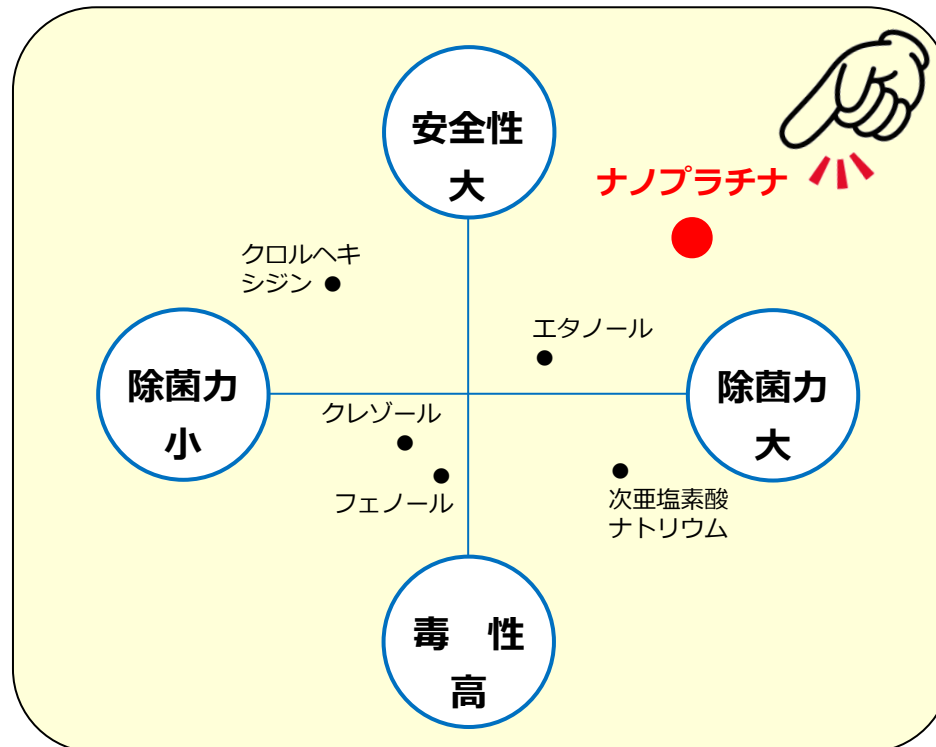 安全性
大
ナノプラチナ
クロルヘキ
シジン
エタノール
除菌力
小
除菌力
大
クレゾール
フェノール
次亜塩素酸
ナトリウム
毒　性
高